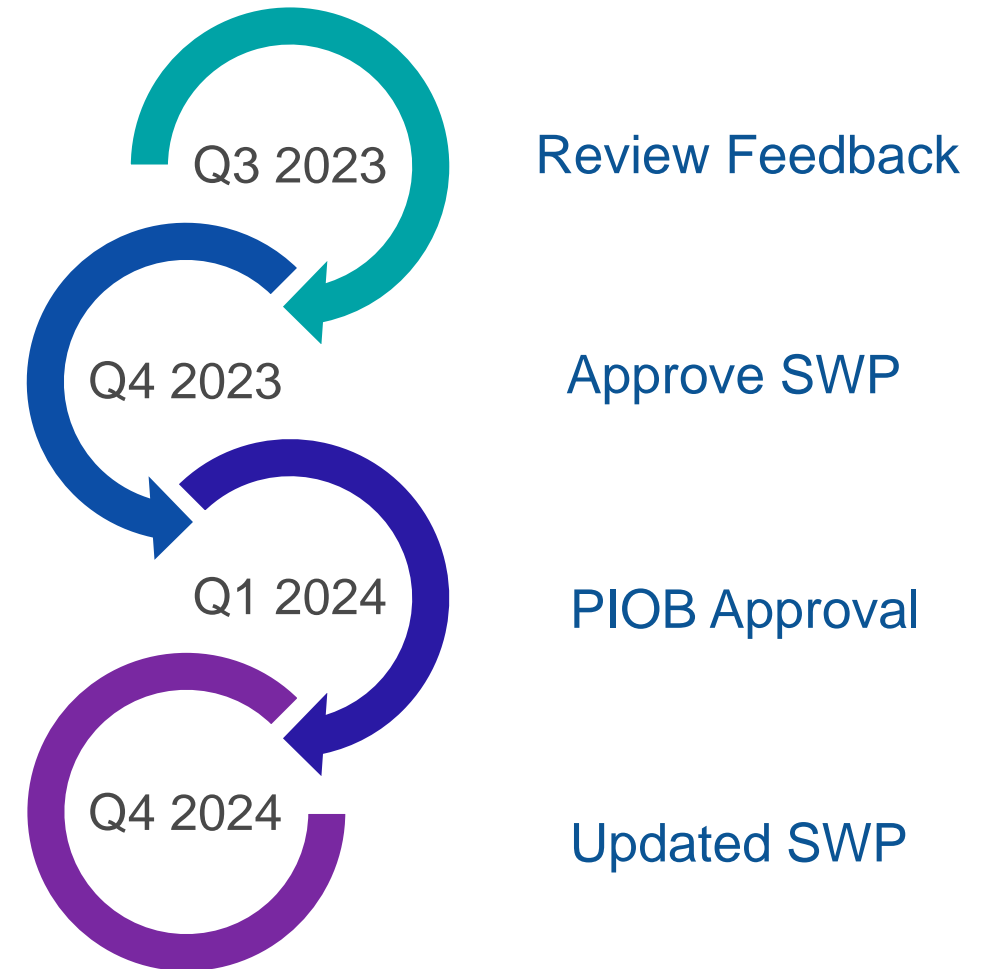 Q3 2023
Review Feedback
Q4 2023
Approve SWP
Q1 2024
PIOB Approval
Q4 2024
Updated SWP